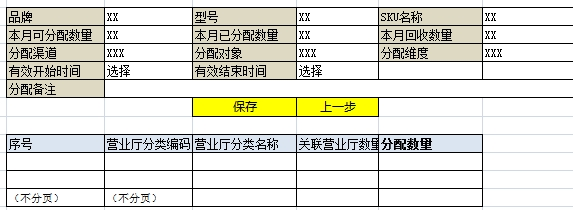 品牌 XX 型号 XX SKU名称 XX
本月可分配数量 XX 本月已分配数量 XX 本月回收数量 XX
分配渠道 XXX 分配对象 XXX 分配维度 XXX
有效开始时间 选择 有效结束时间 选择
分配备注
保存 上一步
序号 营业厅分类编码 营业厅分类名称 关联营业厅数量 分配数量
（不分页） （不分页）